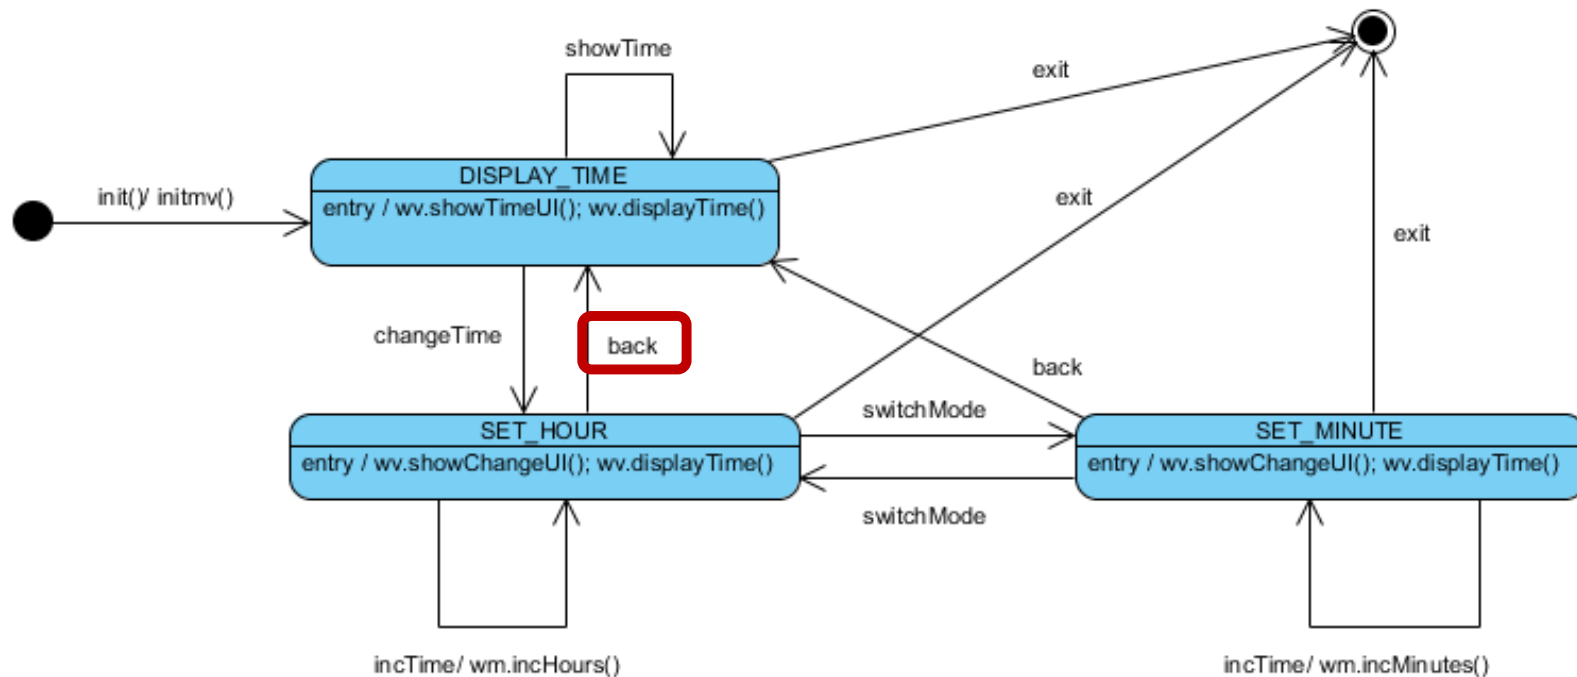 showTime
exit
DISPLAY_TIME
init()/ initmv()
entry / wv.showTimeUI(); wv.displayTime()
exit
exit
changeTime
back
back
switchMode
SET_HOUR
SET_MINUTE
entry / wv.showChangeUI(); wv.displayTime()
entry / wv.showChangeUI(); wv.displayTime()
switchMode
incTime/ wm.incHours()
incTime/ wm.incMinutes()